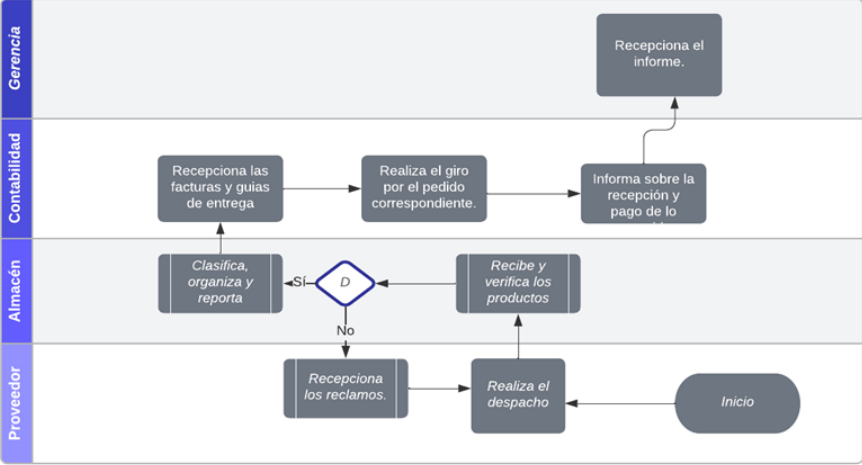 Gerencia
Recepciona el
informe.
Contabilidad
Recepciona las
facturas y guias
de entrega
Realiza el giro
por el pedido
correspondiente.
Informa sobre la
recepción y
pago de lo
Almacén
Clasifica,
organiza y
reporta
Sí
D
Recibe y
verifica los
productos
No
Proveedor
Recepciona
los reclamos.
Realiza el
despacho
Inicio